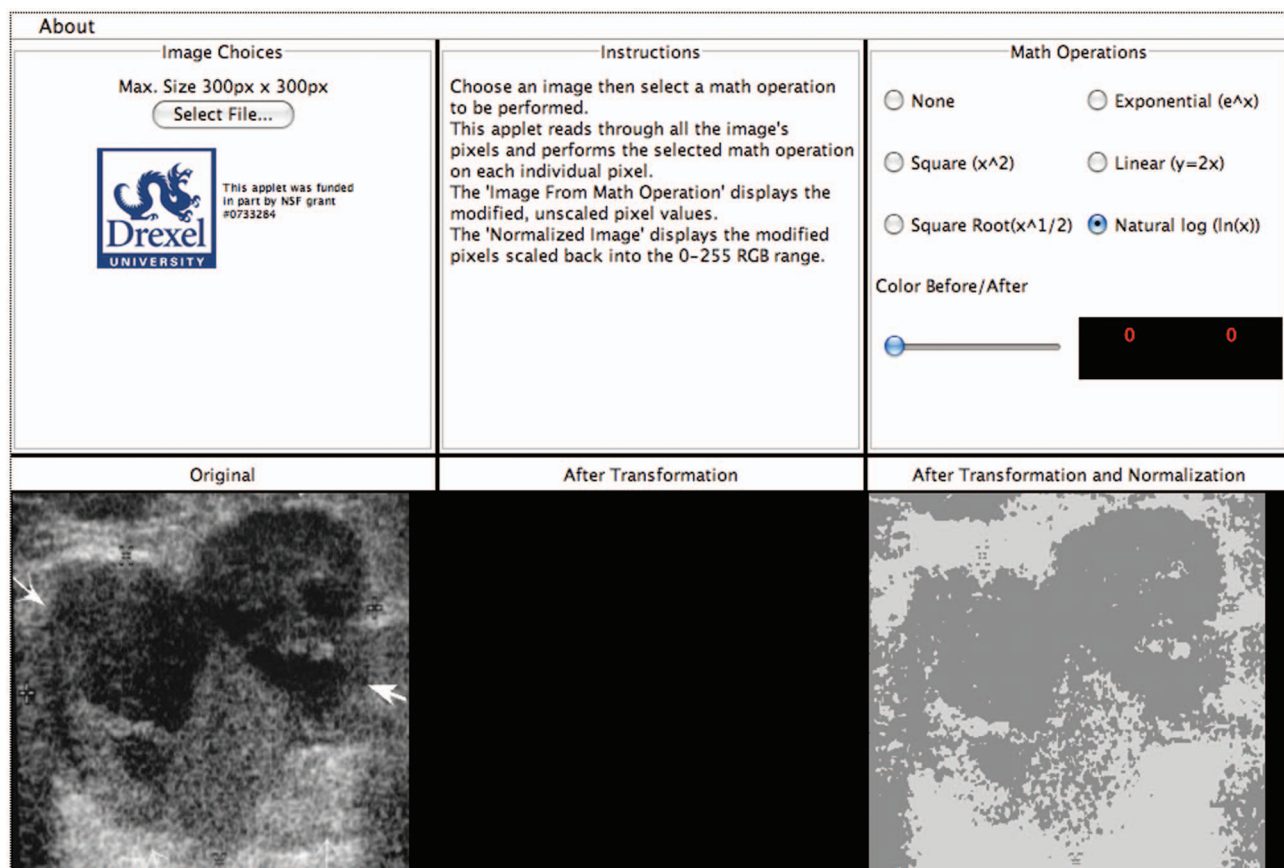 About
Image Choices
Max. Size 300px x 300px
Select File...
Drexel
UNIVERSITY
This applet was funded
in part by NSF grant
#0733284
Instructions
Choose an image then select a math operation
to be performed.
This applet reads through all the image's
pixels and performs the selected math operation
on each individual pixel.
The 'Image From Math Operation' displays the
modified, unscaled pixel values.
The 'Normalized Image' displays the modified
pixels scaled back into the 0-255 RGB range.
Math Operations
None
Exponential (e^x)
Square (x^2)
Linear (y=2x)
Square Root(x^1/2)
Natural log (ln(x))
Color Before/After
0 0
Original
After Transformation
After Transformation and Normalization